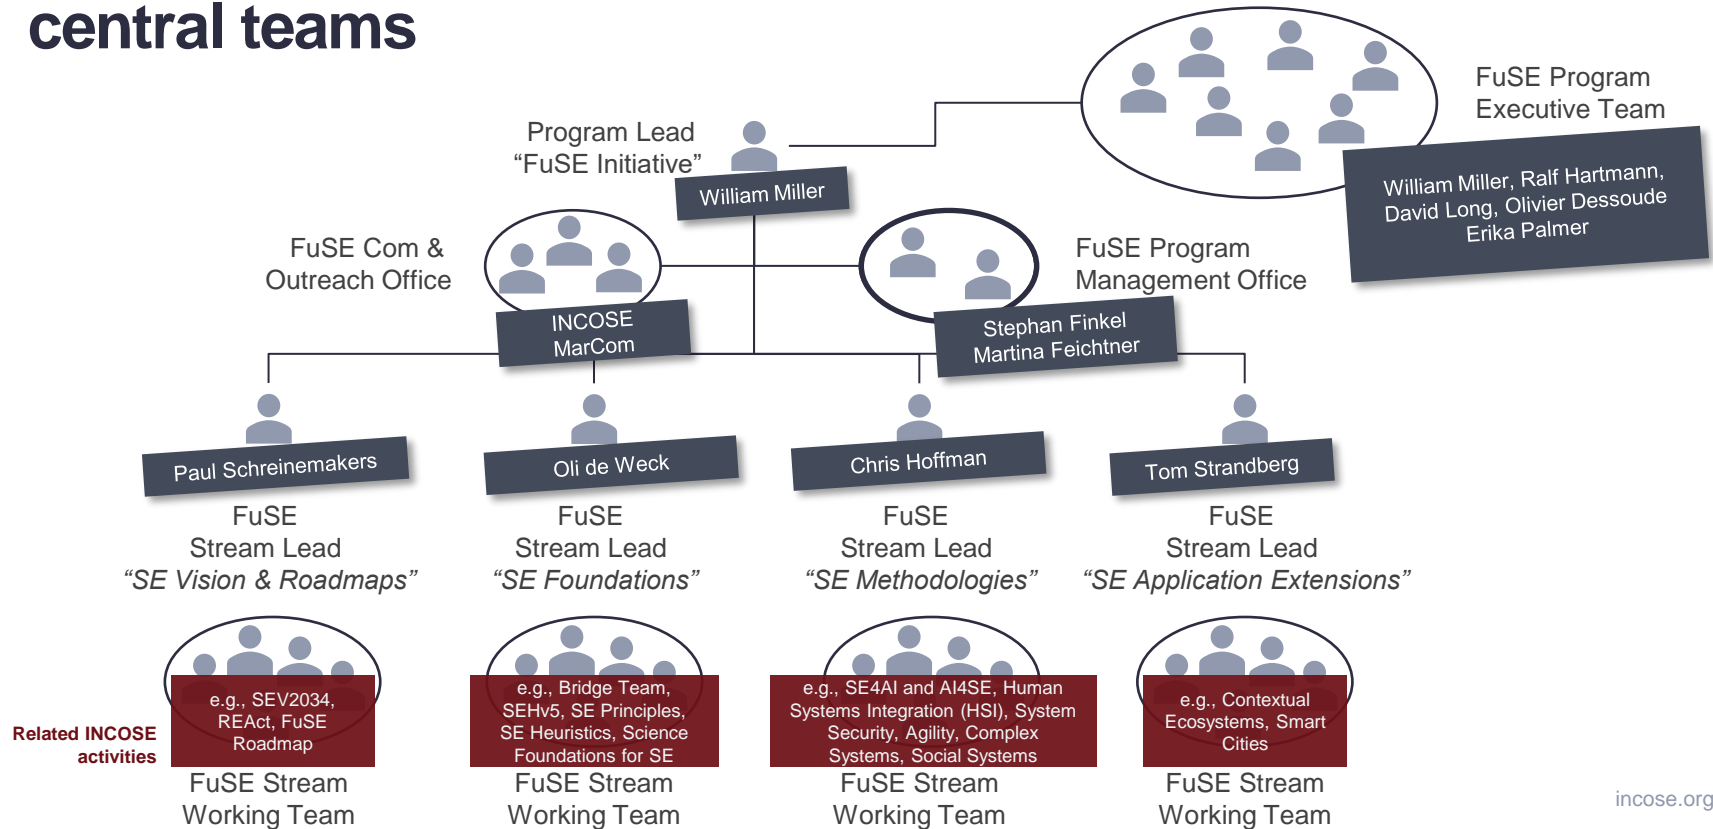 central teams
FuSE Program
Executive Team
William Miller, Ralf Hartmann,
David Long, Olivier Dessoude
Erika Palmer
Program Lead
“FuSE Initiative”
William Miller
FuSE Com &
Outreach Office
INCOSE
MarCom
FuSE Program
Management Office
Stephan Finkel
Martina Feichtner
Paul Schreinemakers
FuSE
Stream Lead
“SE Vision & Roadmaps”
Oli de Weck
FuSE
Stream Lead
“SE Foundations”
Chris Hoffman
FuSE
Stream Lead
“SE Methodologies”
Tom Strandberg
FuSE
Stream Lead
“SE Application Extensions”
Related INCOSE
activities
e.g., SEV2034,
REAct, FuSE
Roadmap
FuSE Stream
Working Team
e.g., Bridge Team,
SEHv5, SE Principles,
SE Heuristics, Science
Foundations for SE
FuSE Stream
Working Team
e.g., SE4AI and AI4SE, Human
Systems Integration (HSI), System
Security, Agility, Complex
Systems, Social Systems
FuSE Stream
Working Team
e.g., Contextual
Ecosystems, Smart
Cities
FuSE Stream
Working Team
incose.org